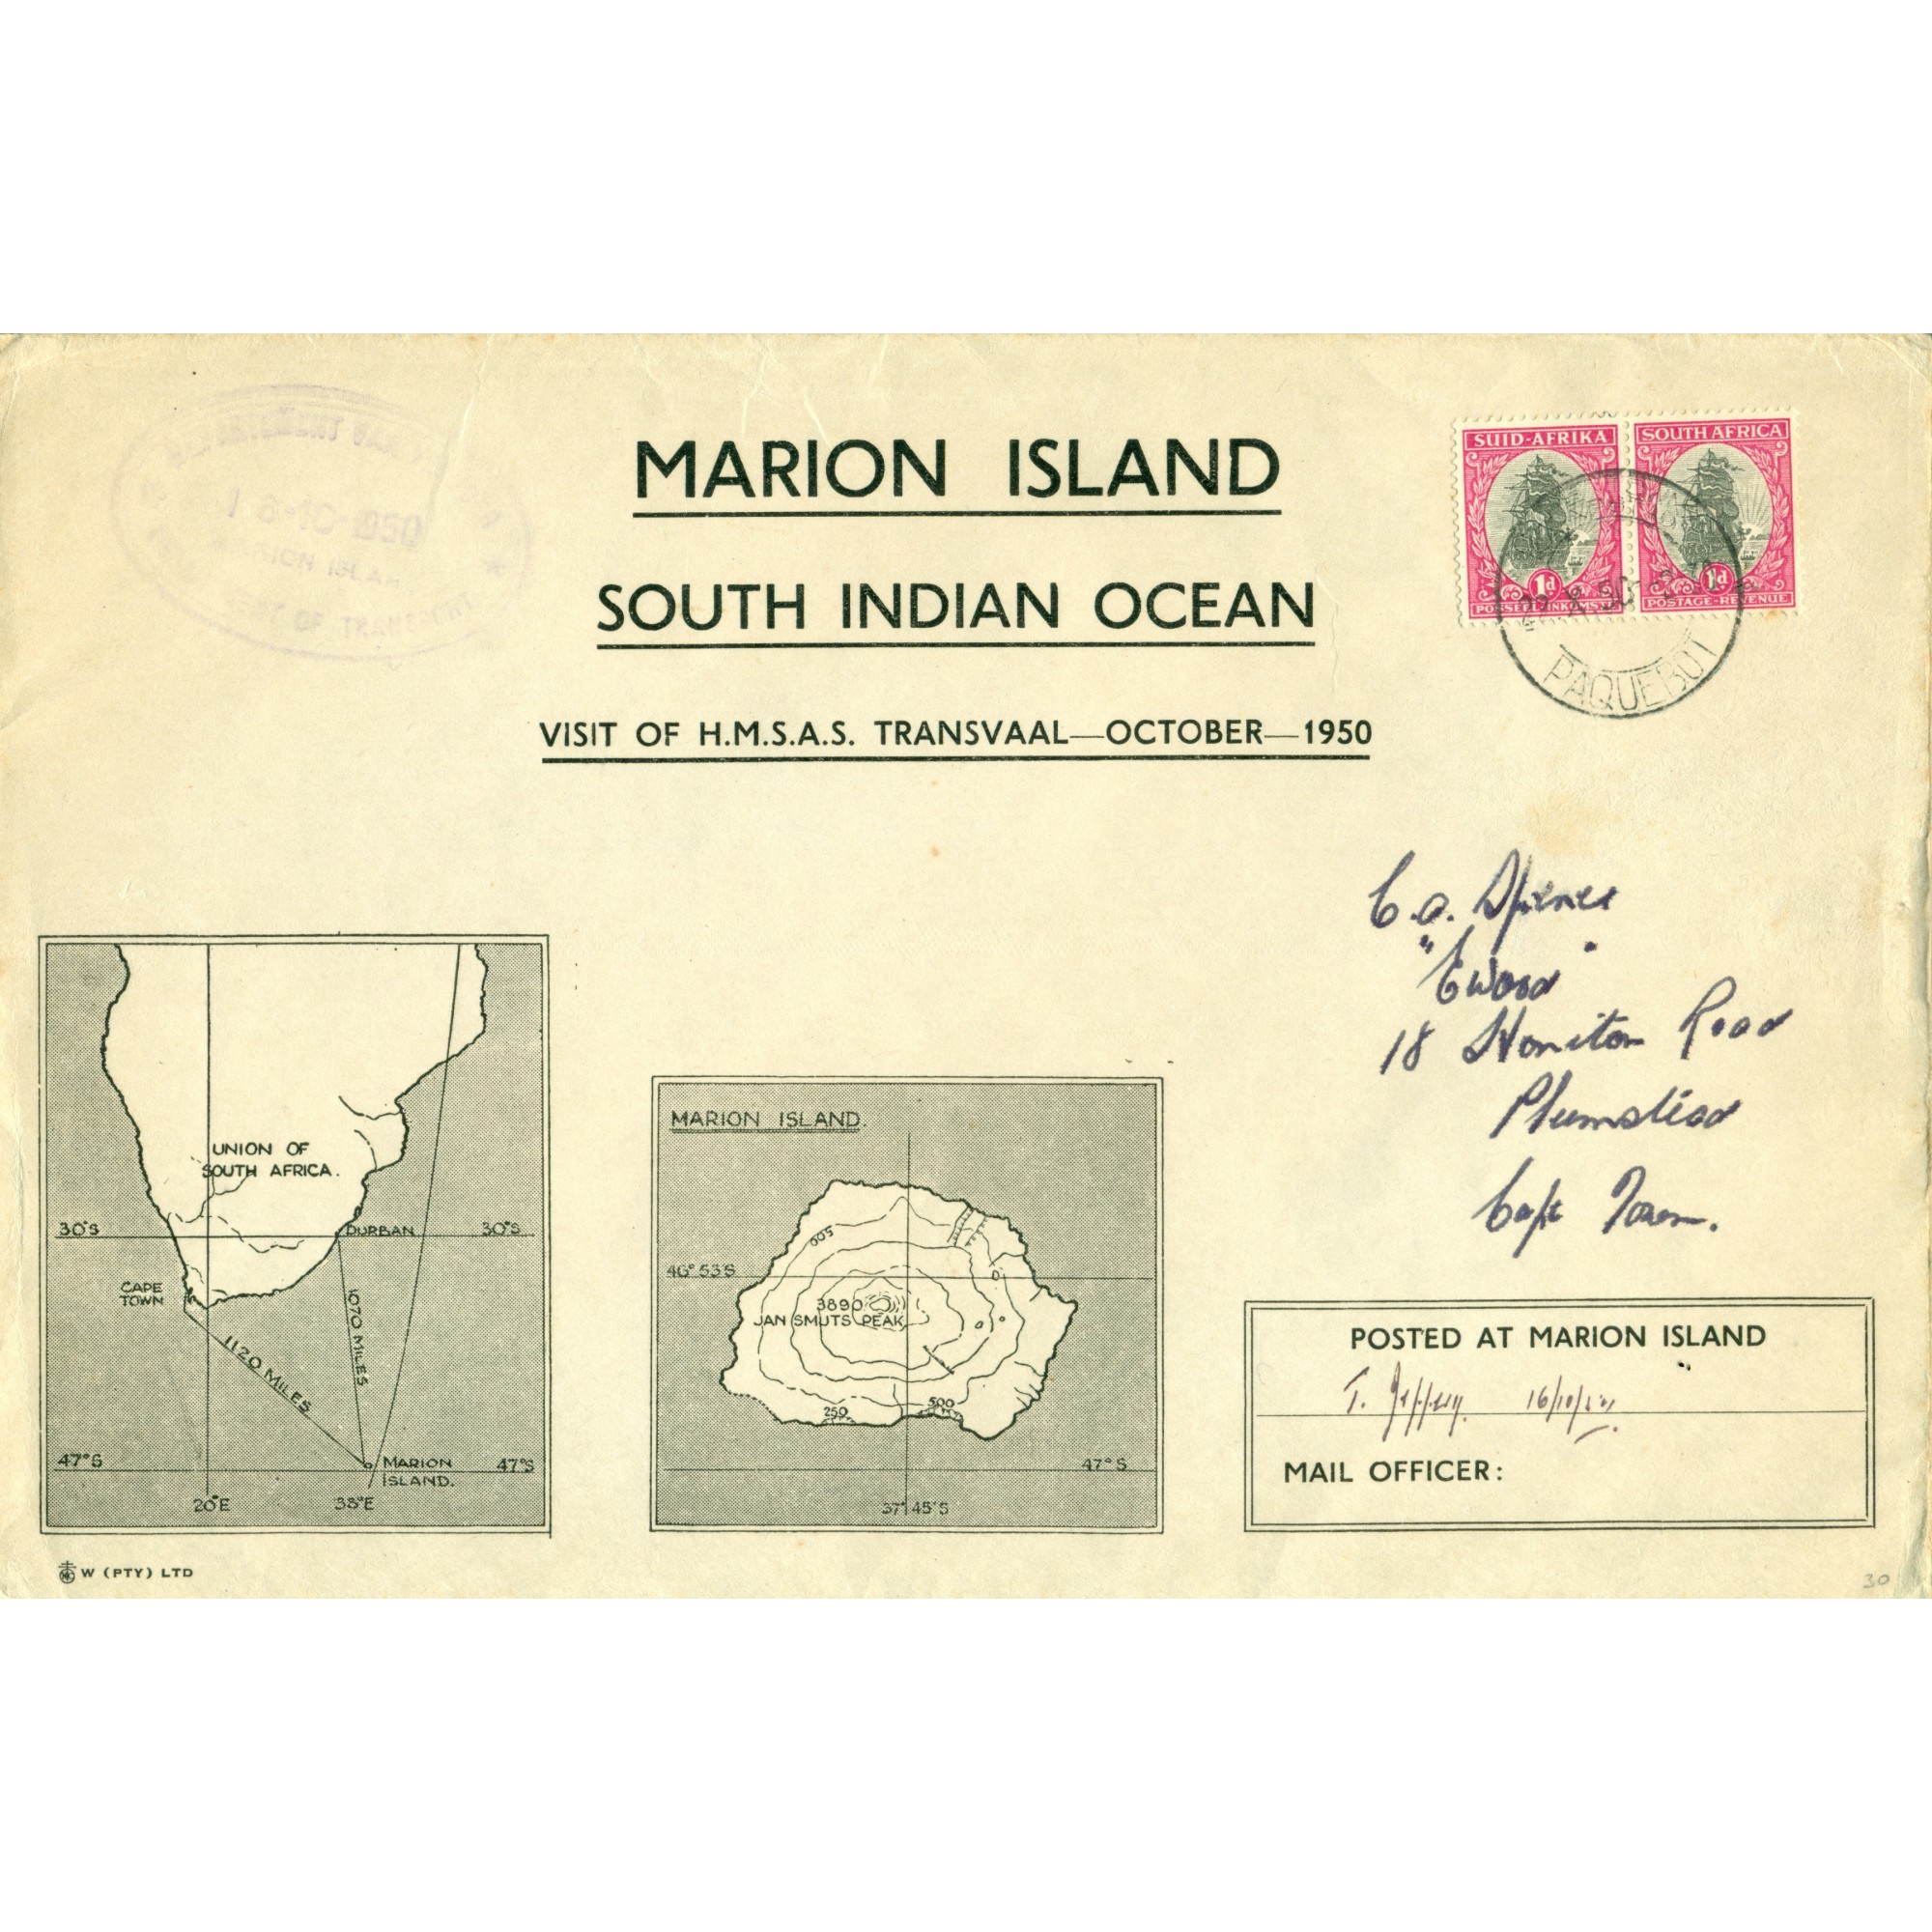 MARION ISLAND
SOUTH INDIAN OCEAN
VISIT OF H.M.S.A.S. TRANSVAAL—OCTOBER—1950
SUID-AFRIKA
1d
SOUTH AFRICA
1d
POSTAGE-REVENUE
PAQUEBOT
18 Honiton Road
Plumstead
Cape Town.
UNION OF
SOUTH AFRICA.
30°S DURBAN 30°S
CAPE
TOWN
1070 MILES
1120 MILES
47°S MARION 47°S
ISLAND.
20°E 38°E
MARION ISLAND.
500
46° 53'S
3890
JAN SMUTS PEAK
250 500
47° S
37° 45'S
POSTED AT MARION ISLAND
T. 16/10/50
MAIL OFFICER:
W (PTY) LTD
30